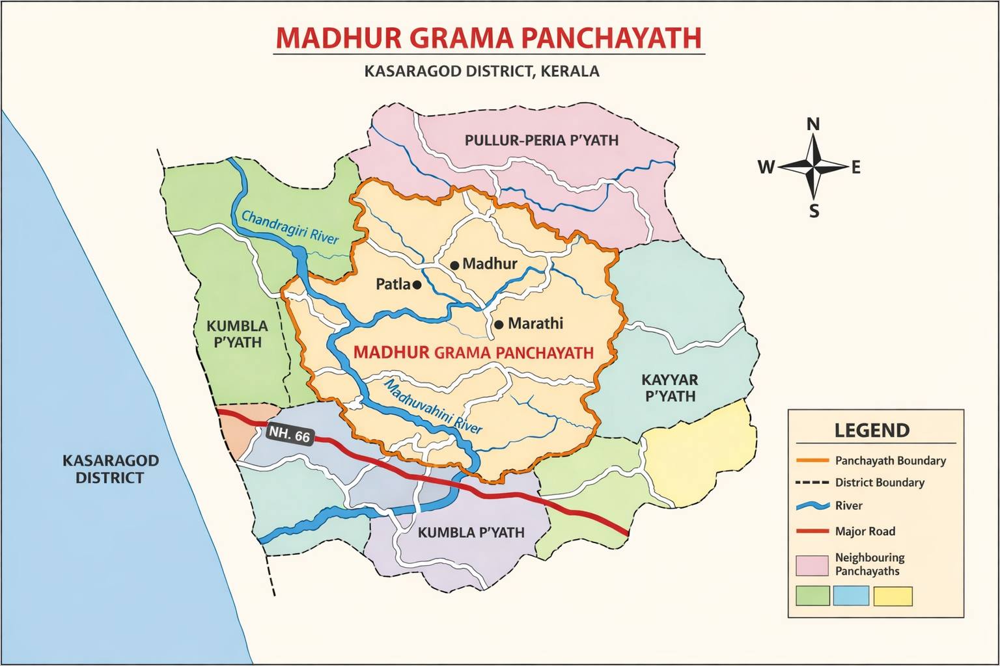 MADHUR GRAMA PANCHAYATH
KASARAGOD DISTRICT, KERALA
PULLUR-PERIA P'YATH
N
W
E
S
Chandragiri River
Madhur
Patla
Marathi
KUMBLA
P'YATH
MADHUR GRAMA PANCHAYATH
KAYYAR
P'YATH
Madhuvahini River
NH. 66
KASARAGOD
DISTRICT
KUMBLA P'YATH
LEGEND
Panchayath Boundary
District Boundary
River
Major Road
Neighbouring
Panchayaths